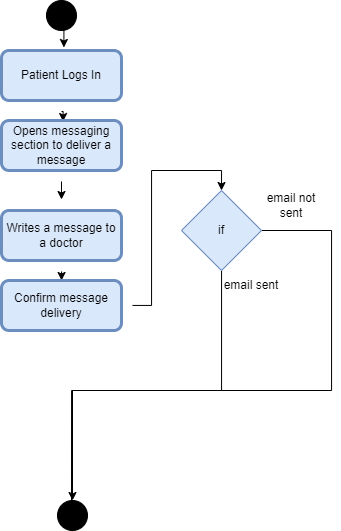 Patient Logs In
Opens messaging
section to deliver a
message
Writes a message to
a doctor
Confirm message
delivery
if
email not
sent
email sent